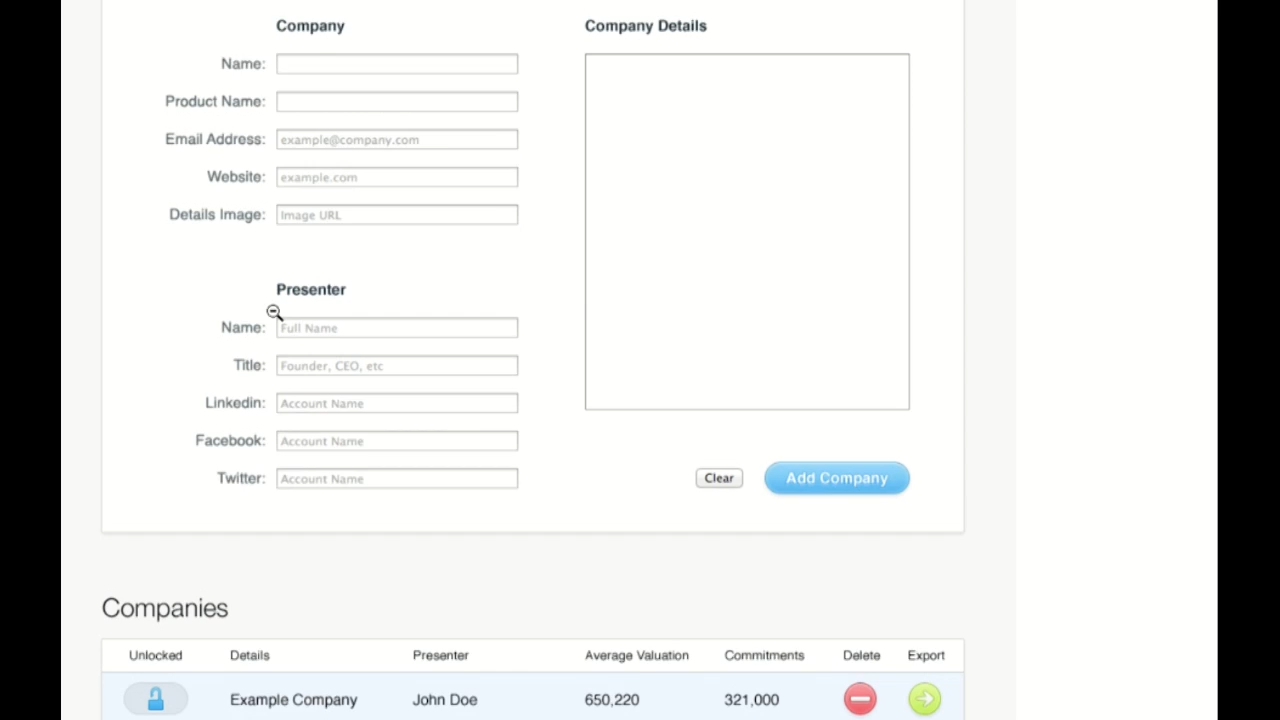 Company
Name:
Product Name:
Email Address: example@company.com
Website: example.com
Details Image: Image URL
Presenter
Name: Full Name
Title: Founder, CEO, etc
Linkedin: Account Name
Facebook: Account Name
Twitter: Account Name
Company Details
Clear Add Company
Companies
Unlocked Details Presenter Average Valuation Commitments Delete Export
Example Company John Doe 650,220 321,000